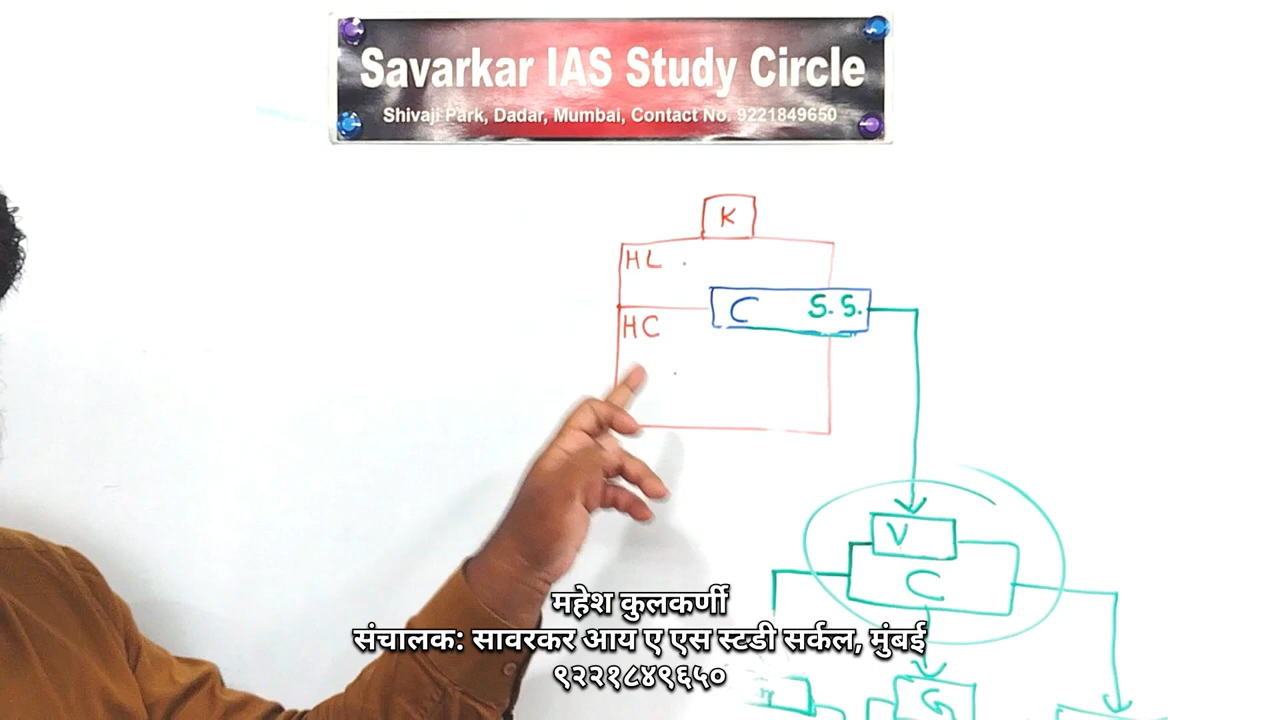 Savarkar IAS Study Circle
Shivaji Park, Dadar, Mumbai, Contact No. 9221849650
K
HL
C S.S.
HC
V
C
G
महेश कुलकर्णी
संचालक: सावरकर आय ए एस स्टडी सर्कल, मुंबई
९२२१८४९६५०